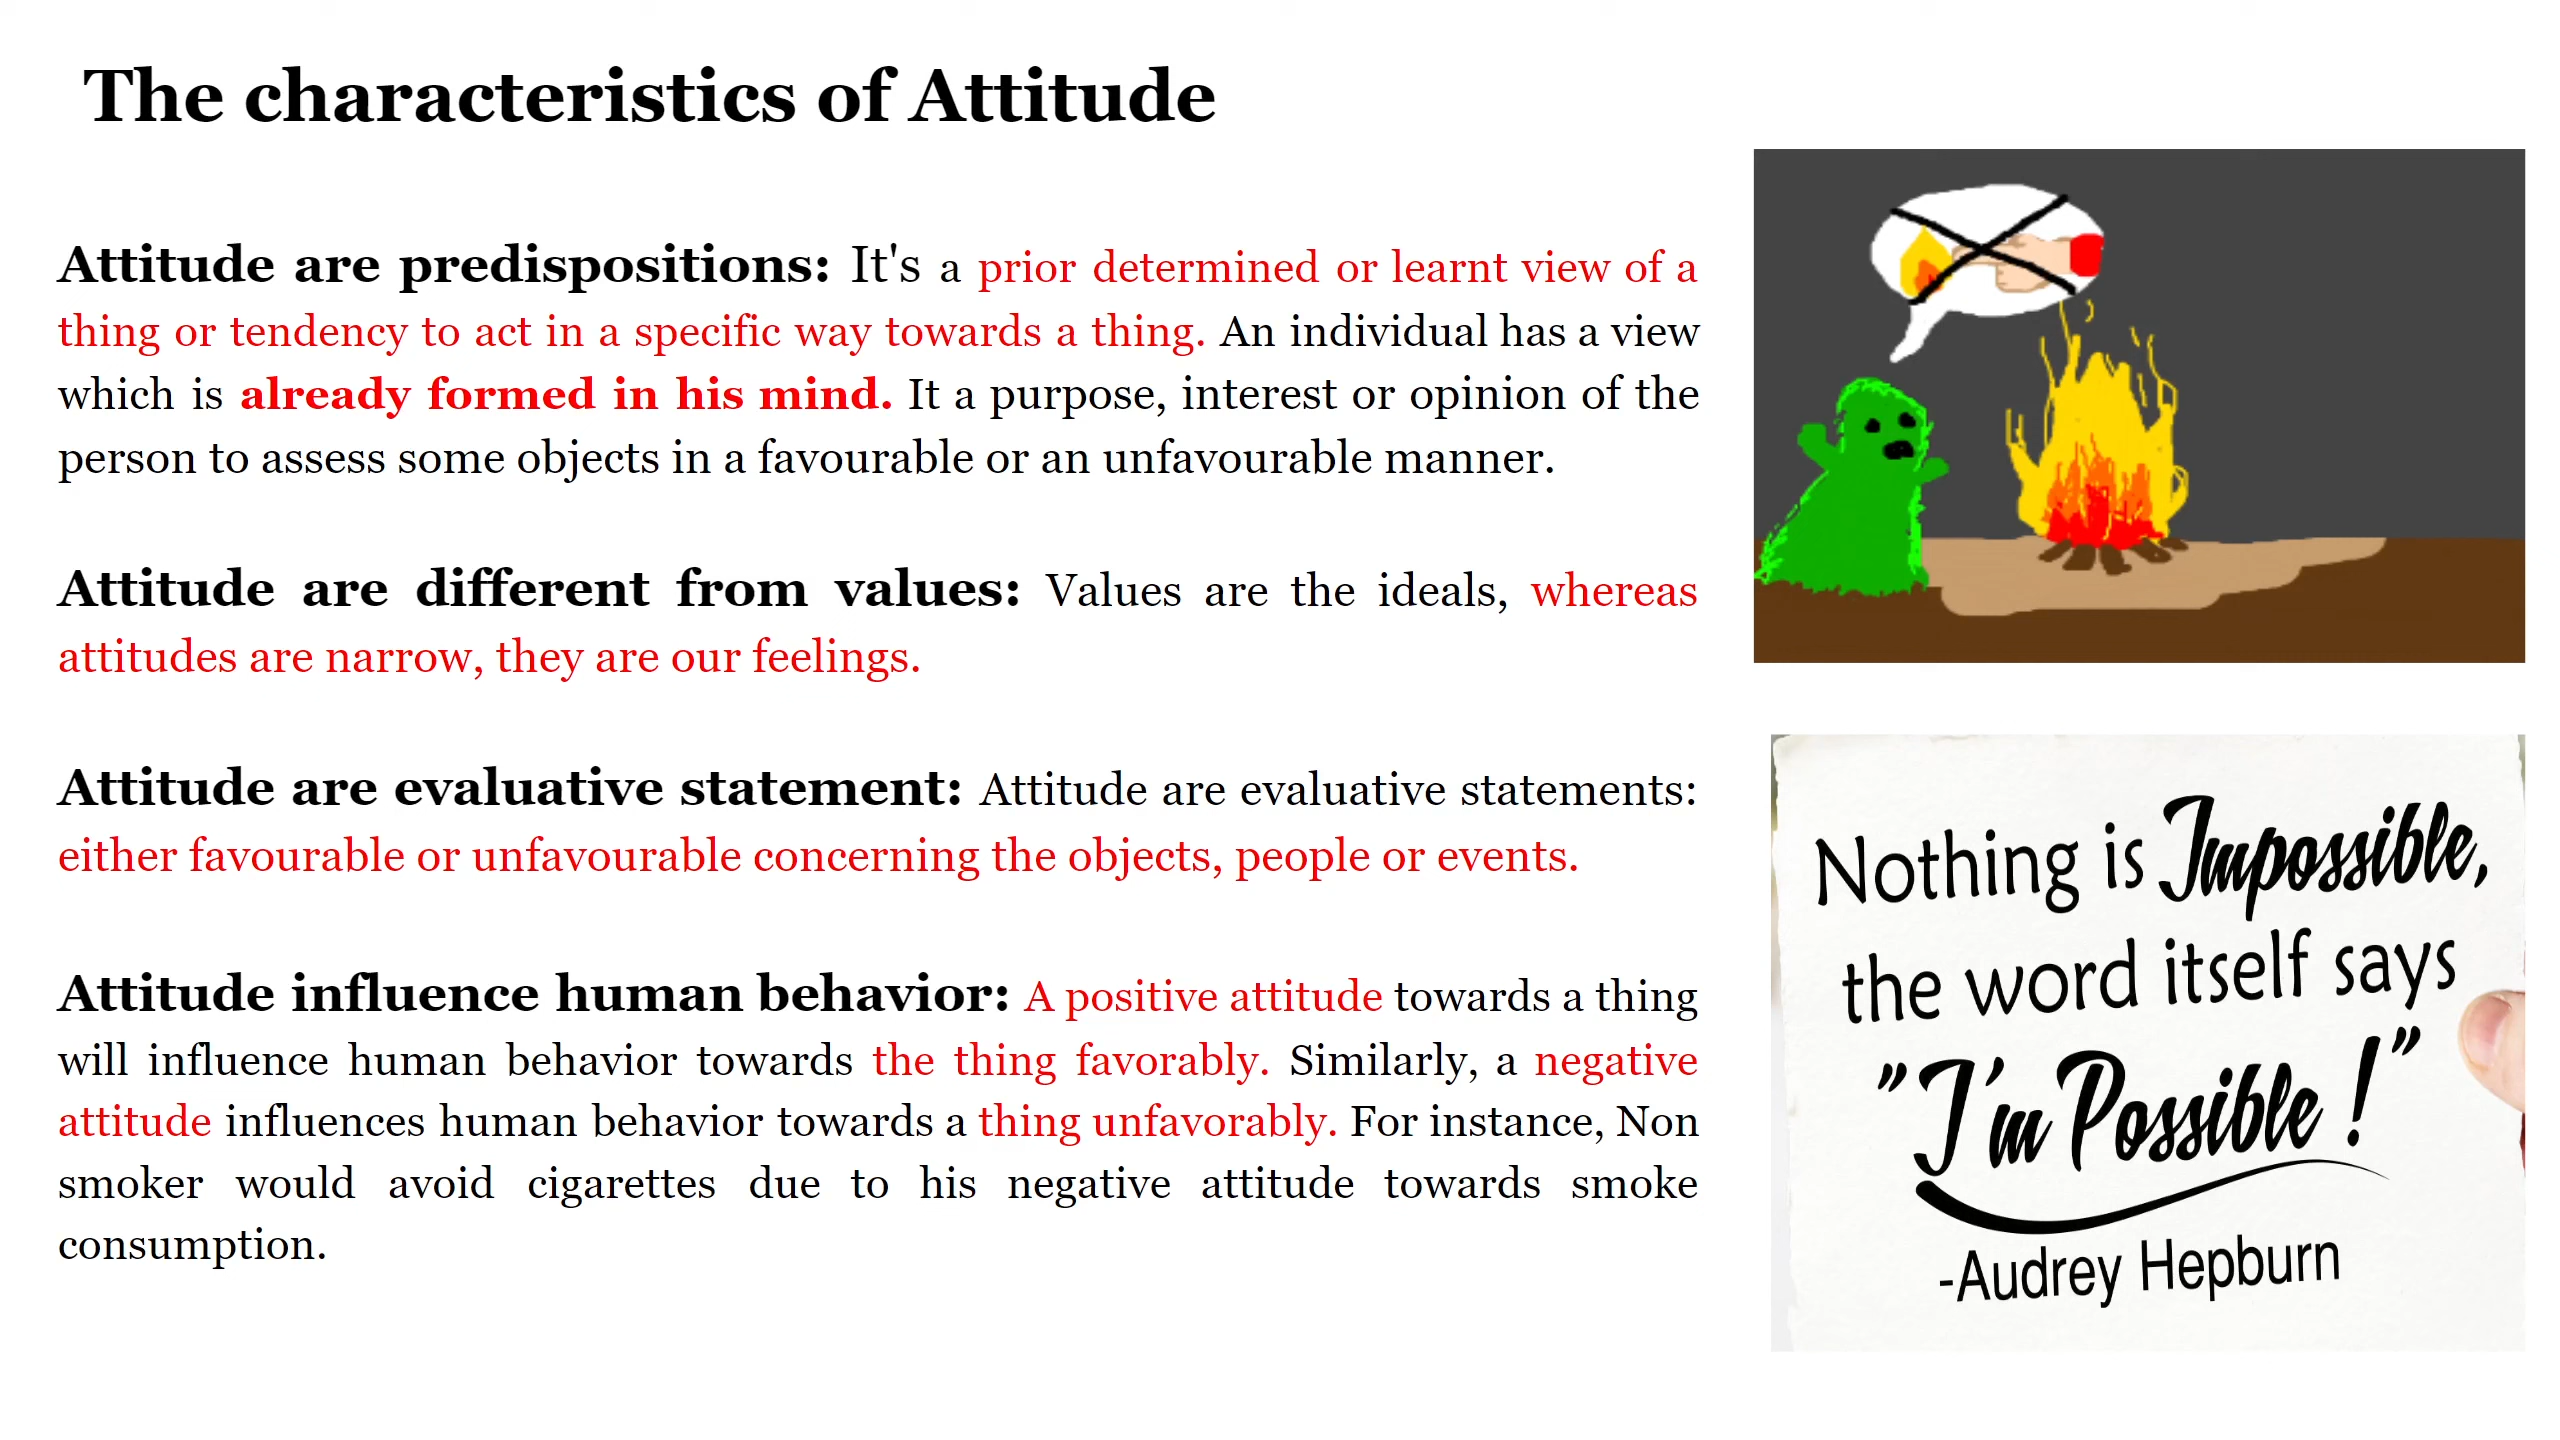 The characteristics of Attitude
Attitude are predispositions: It's a prior determined or learnt view of a
thing or tendency to act in a specific way towards a thing. An individual has a view
which is already formed in his mind. It a purpose, interest or opinion of the
person to assess some objects in a favourable or an unfavourable manner.
Attitude are different from values: Values are the ideals, whereas
attitudes are narrow, they are our feelings.
Attitude are evaluative statement: Attitude are evaluative statements:
either favourable or unfavourable concerning the objects, people or events.
Attitude influence human behavior: A positive attitude towards a thing
will influence human behavior towards the thing favorably. Similarly, a negative
attitude influences human behavior towards a thing unfavorably. For instance, Non
smoker would avoid cigarettes due to his negative attitude towards smoke
consumption.
Nothing is Impossible,
the word itself says
"I'm Possible !"
-Audrey Hepburn